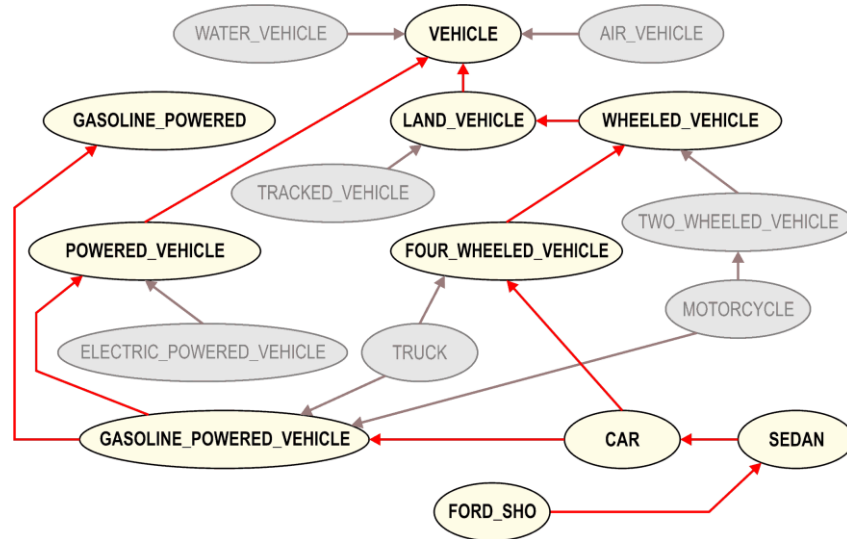 WATER_VEHICLE
VEHICLE
AIR_VEHICLE
GASOLINE_POWERED
LAND_VEHICLE
WHEELED_VEHICLE
TRACKED_VEHICLE
TWO_WHEELED_VEHICLE
POWERED_VEHICLE
FOUR_WHEELED_VEHICLE
MOTORCYCLE
ELECTRIC_POWERED_VEHICLE
TRUCK
GASOLINE_POWERED_VEHICLE
CAR
SEDAN
FORD_SHO